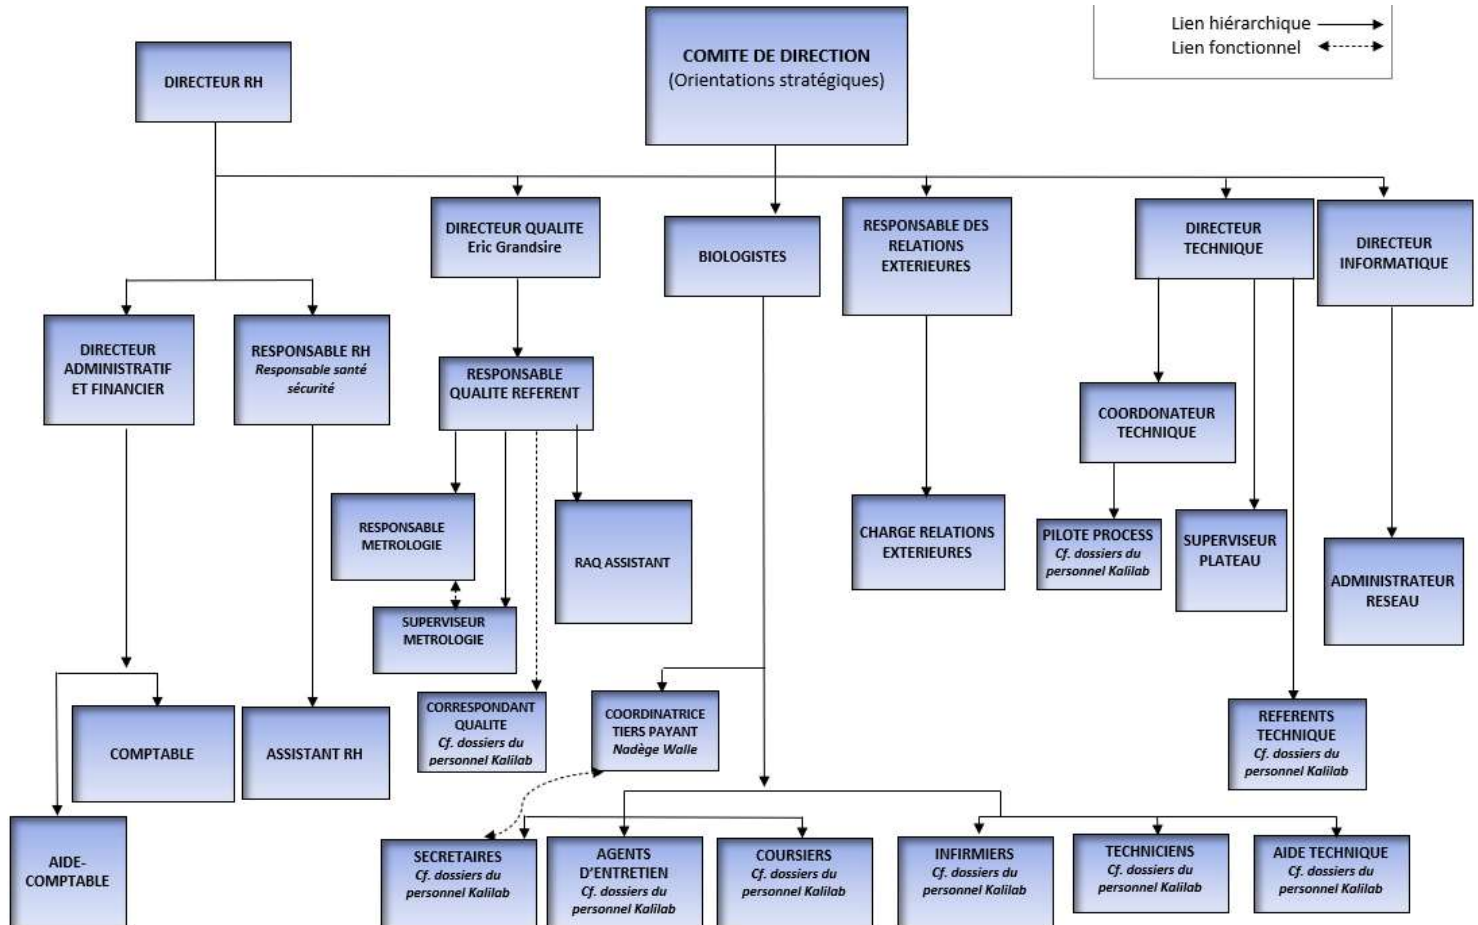 Lien hiérarchique
Lien fonctionnel
COMITE DE DIRECTION
(Orientations stratégiques)
DIRECTEUR RH
DIRECTEUR QUALITE
Eric Grandsire
BIOLOGISTES
RESPONSABLE DES
RELATIONS
EXTERIEURES
DIRECTEUR
TECHNIQUE
DIRECTEUR
INFORMATIQUE
DIRECTEUR
ADMINISTRATIF
ET FINANCIER
RESPONSABLE RH
Responsable santé
sécurité
RESPONSABLE
QUALITE REFERENT
COORDONATEUR
TECHNIQUE
RESPONSABLE
METROLOGIE
RAQ ASSISTANT
CHARGE RELATIONS
EXTERIEURES
PILOTE PROCESS
Cf. dossiers du
personnel Kalilab
SUPERVISEUR
PLATEAU
ADMINISTRATEUR
RESEAU
SUPERVISEUR
METROLOGIE
COMPTABLE
ASSISTANT RH
CORRESPONDANT
QUALITE
Cf. dossiers du
personnel Kalilab
COORDINATRICE
TIERS PAYANT
Nadège Walle
REFERENTS
TECHNIQUE
Cf. dossiers du
personnel Kalilab
AIDE-
COMPTABLE
SECRETAIRES
Cf. dossiers du
personnel Kalilab
AGENTS
D'ENTRETIEN
Cf. dossiers du
personnel Kalilab
COURSIERS
Cf. dossiers du
personnel Kalilab
INFIRMIERS
Cf. dossiers du
personnel Kalilab
TECHNICIENS
Cf. dossiers du
personnel Kalilab
AIDE TECHNIQUE
Cf. dossiers du
personnel Kalilab